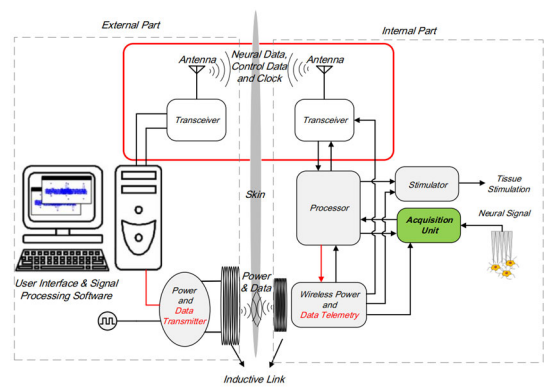 External Part
Internal Part
Antenna
Neural Data,
Control Data
and Clock
Antenna
Transceiver
Transceiver
Skin
Processor
Stimulator
Tissue
Stimulation
Acquisition
Unit
Neural Signal
User Interface & Signal
Processing Software
Power
and
Data
Transmitter
Power
& Data
Wireless Power
and
Data Telemetry
Inductive Link